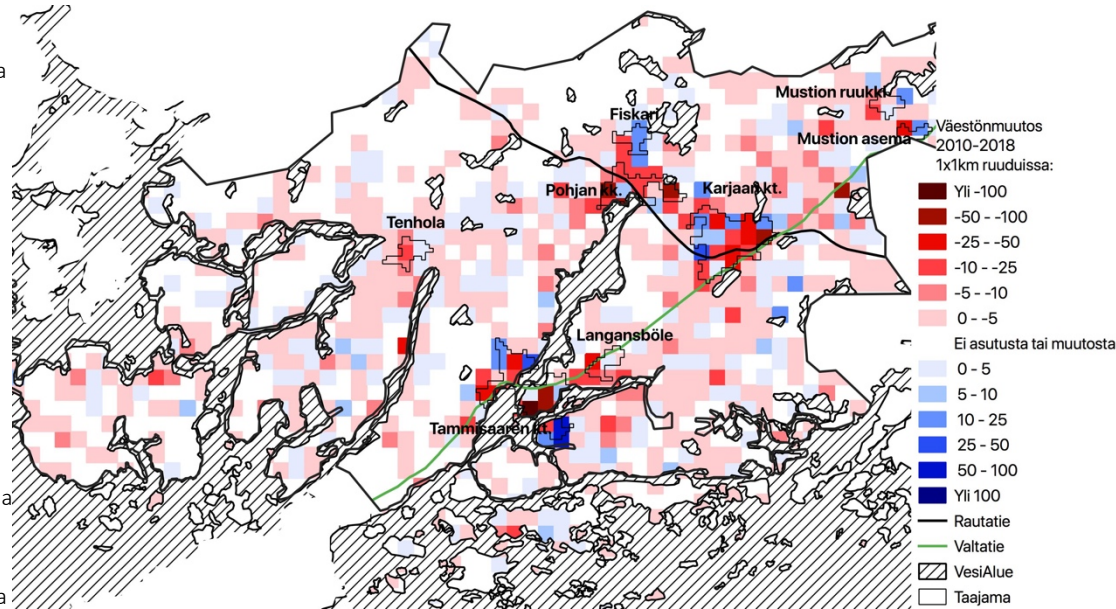 a
Mustion ruukki
Fiskari
Mustion asema
Pohjan kk.
Karjaan kt.
Tenhola
Langansböle
Tammisaaren kt.
a
a
Väestönmuutos
2010-2018
1x1km ruuduissa:
Yli -100
-50 - -100
-25 - -50
-10 - -25
-5 - -10
0 - -5
Ei asutusta tai muutosta
0 - 5
5 - 10
10 - 25
25 - 50
50 - 100
Yli 100
Rautatie
Valtatie
VesiAlue
Taajama